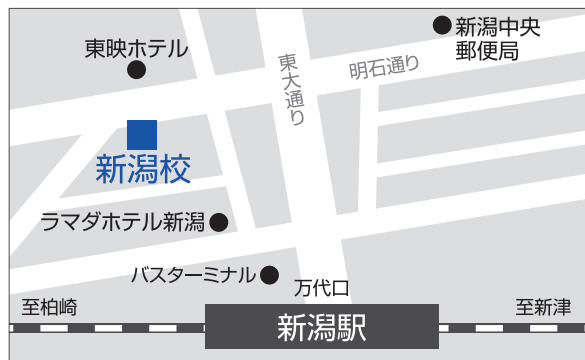 新潟中央
郵便局
東映ホテル
東大通り
明石通り
新潟校
ラマダホテル新潟
バスターミナル
万代口
至柏崎
至新津
新潟駅